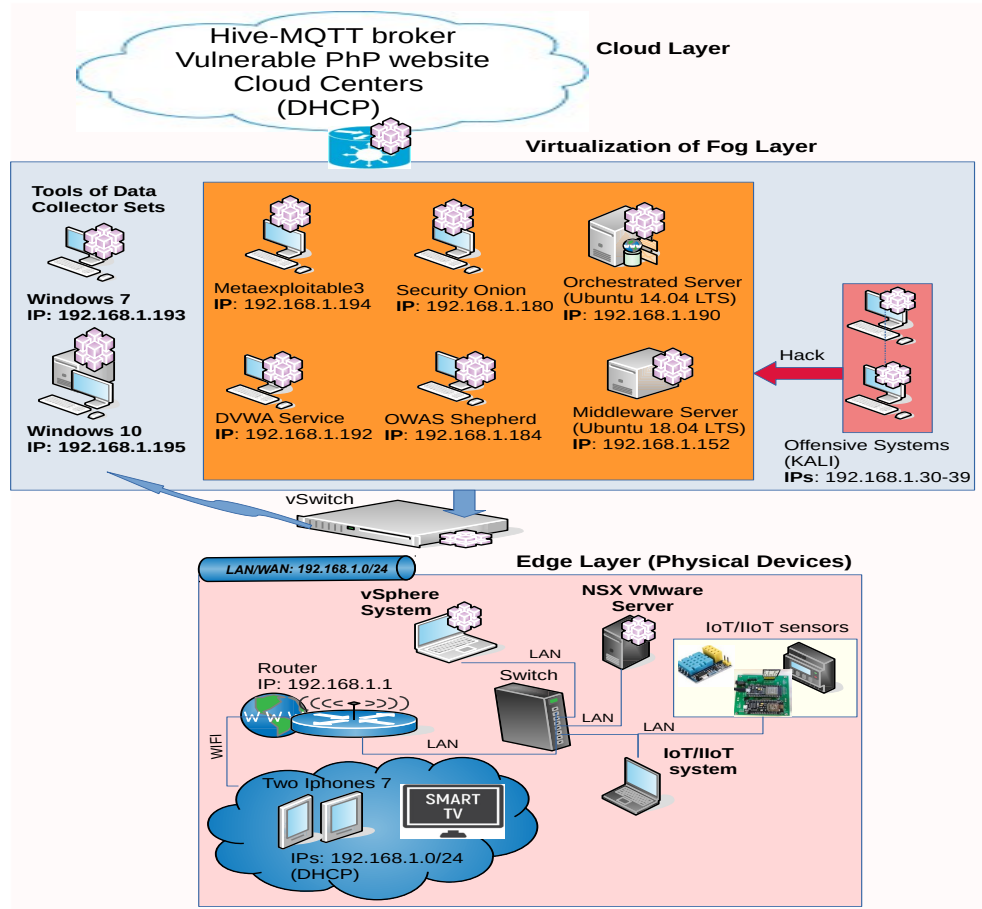 Hive-MQTT broker
Vulnerable PhP website
Cloud Centers
(DHCP)
Cloud Layer
Virtualization of Fog Layer
Tools of Data
Collector Sets
Windows 7
IP: 192.168.1.193
Windows 10
IP: 192.168.1.195
Metaexploitable3
IP: 192.168.1.194
Security Onion
IP: 192.168.1.180
Orchestrated Server
(Ubuntu 14.04 LTS)
IP: 192.168.1.190
DVWA Service
IP: 192.168.1.192
OWAS Shepherd
IP: 192.168.1.184
Middleware Server
(Ubuntu 18.04 LTS)
IP: 192.168.1.152
Hack
Offensive Systems
(KALI)
IPs: 192.168.1.30-39
vSwitch
LAN/WAN: 192.168.1.0/24
Edge Layer (Physical Devices)
vSphere
System
NSX VMware
Server
IoT/IIoT sensors
LAN
Router
IP: 192.168.1.1
Switch
LAN
LAN
LAN
WWW
WIFI
IoT/IIoT
system
Two Iphones 7
SMART
TV
IPs: 192.168.1.0/24
(DHCP)